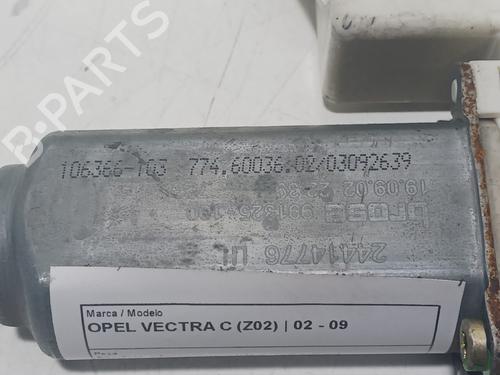 B-PARTS
106366-103 774.60036.02/03092639
19.09.02
brose
24414776
Marca / Modelo
OPEL VECTRA C (Z02) | 02 - 09